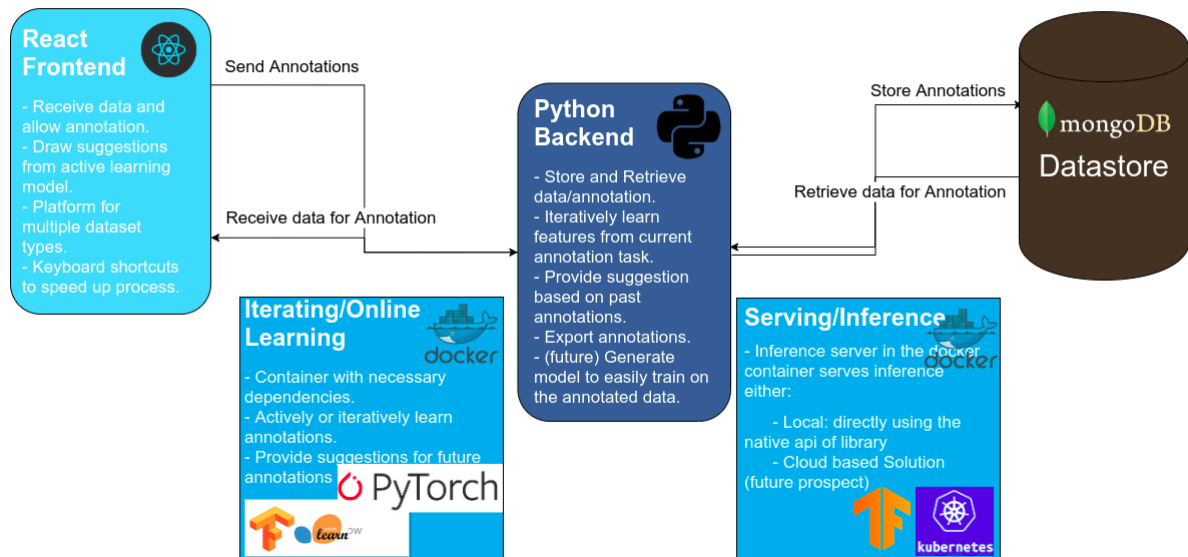 React
Frontend
- Receive data and
allow annotation.
- Draw suggestions
from active learning
model.
- Platform for
multiple dataset
types.
- Keyboard shortcuts
to speed up process.
Send Annotations
Receive data for Annotation
Python
Backend
- Store and Retrieve
data/annotation.
- Iteratively learn
features from current
annotation task.
- Provide suggestion
based on past
annotations.
- Export annotations.
- (future) Generate
model to easily train on
the annotated data.
Store Annotations
Retrieve data for Annotation
mongoDB
Datastore
Iterating/Online
Learning
docker
- Container with necessary
dependencies.
- Actively or iteratively learn
annotations.
- Provide suggestions for future
annotations
PyTorch
learn
ow
Serving/Inference
docker
- Inference server in the docker
container serves inference
either:
- Local: directly using the
native api of library
- Cloud based Solution
(future prospect)
kubernetes